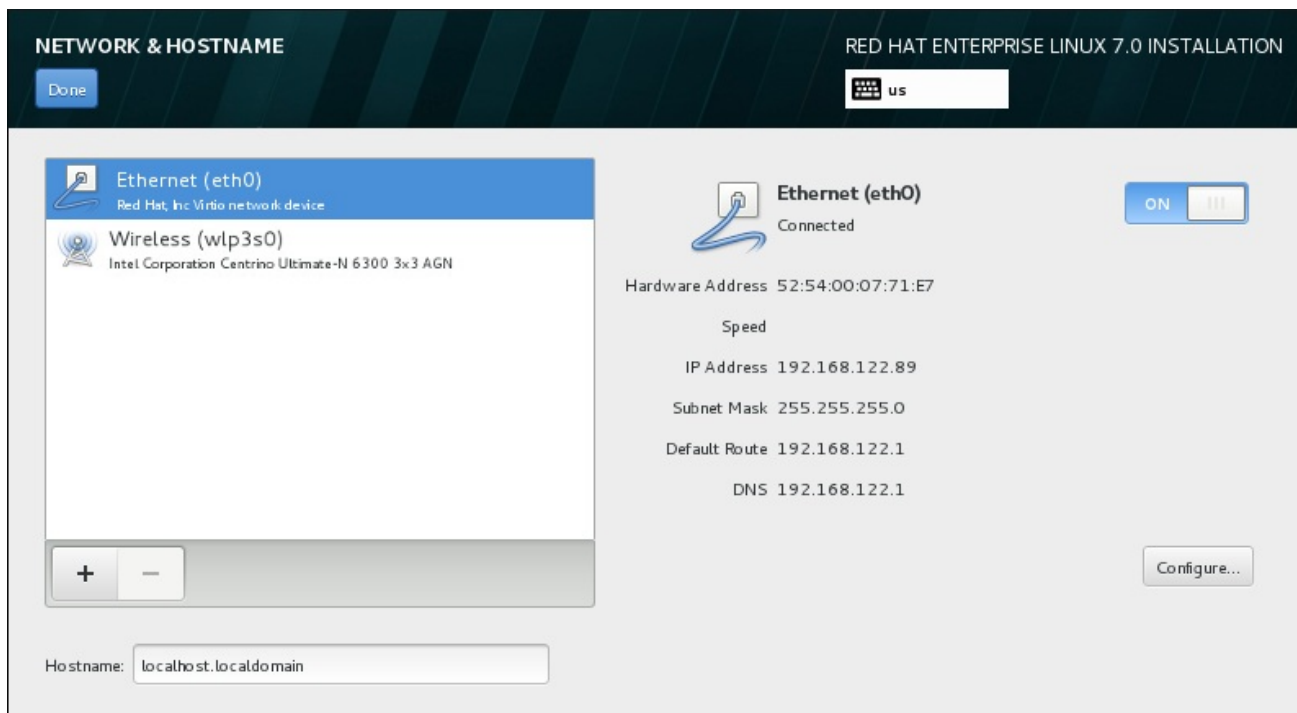 NETWORK & HOSTNAME
RED HAT ENTERPRISE LINUX 7.0 INSTALLATION
Done
us
Ethernet (eth0)
Red Hat, Inc Virtio network device
Wireless (wlp3s0)
Intel Corporation Centrino Ultimate-N 6300 3x3 AGN
Ethernet (eth0)
Connected
ON
Hardware Address 52:54:00:07:71:E7
Speed
IP Address 192.168.122.89
Subnet Mask 255.255.255.0
Default Route 192.168.122.1
DNS 192.168.122.1
+ −
Configure...
Hostname: localhost.localdomain